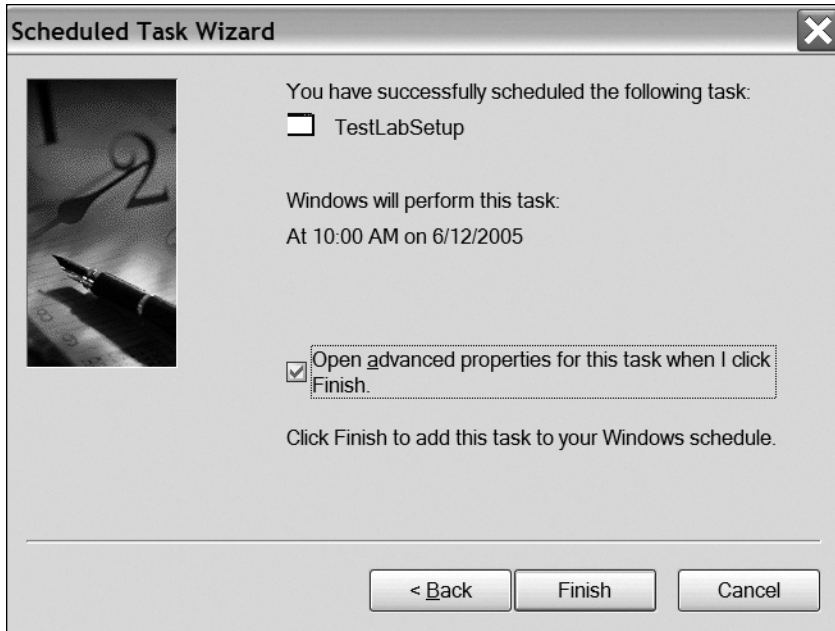 Scheduled Task Wizard
You have successfully scheduled the following task:
TestLabSetup
Windows will perform this task:
At 10:00 AM on 6/12/2005
Open advanced properties for this task when I click
Finish.
Click Finish to add this task to your Windows schedule.
< Back
Finish
Cancel